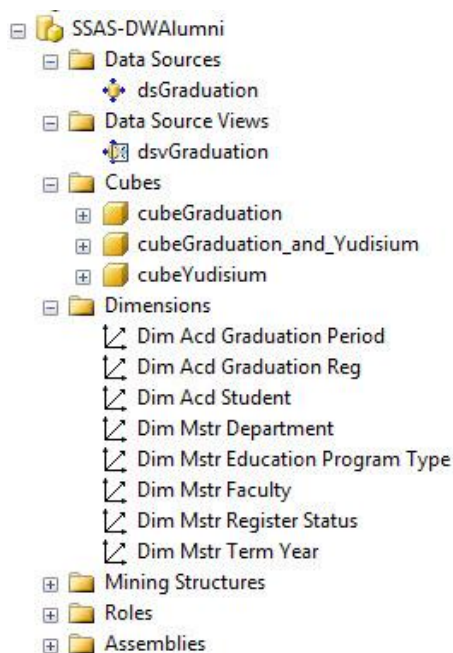 SSAS-DWAlumni
Data Sources
dsGraduation
Data Source Views
dsvGraduation
Cubes
cubeGraduation
cubeGraduation_and_Yudisium
cubeYudisium
Dimensions
Dim Acd Graduation Period
Dim Acd Graduation Reg
Dim Acd Student
Dim Mstr Department
Dim Mstr Education Program Type
Dim Mstr Faculty
Dim Mstr Register Status
Dim Mstr Term Year
Mining Structures
Roles
Assemblies